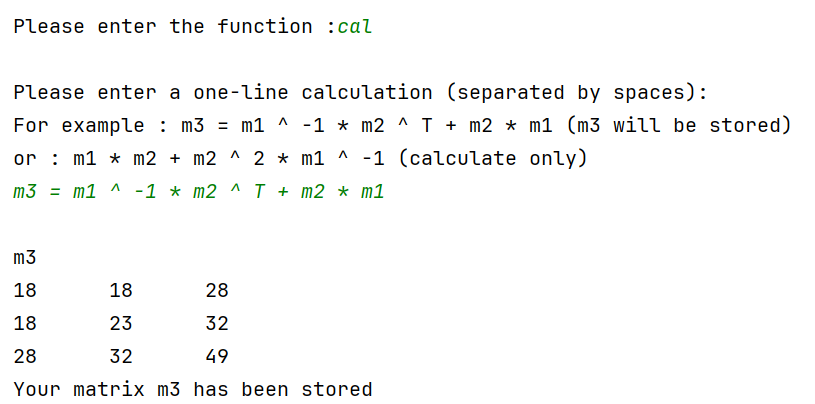 Please enter the function :cal
Please enter a one-line calculation (separated by spaces):
For example : m3 = m1 ^ -1 * m2 ^ T + m2 * m1 (m3 will be stored)
or : m1 * m2 + m2 ^ 2 * m1 ^ -1 (calculate only)
m3 = m1 ^ -1 * m2 ^ T + m2 * m1
m3
18      18      28
18      23      32
28      32      49
Your matrix m3 has been stored